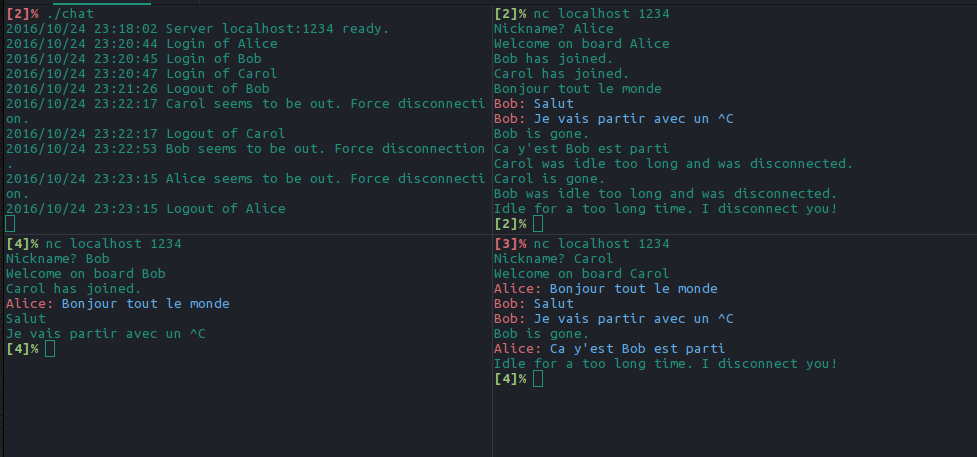 [2]% ./chat
2016/10/24 23:18:02 Server localhost:1234 ready.
2016/10/24 23:20:44 Login of Alice
2016/10/24 23:20:45 Login of Bob
2016/10/24 23:20:47 Login of Carol
2016/10/24 23:21:26 Logout of Bob
2016/10/24 23:22:17 Carol seems to be out. Force disconnecti
on.
2016/10/24 23:22:17 Logout of Carol
2016/10/24 23:22:53 Bob seems to be out. Force disconnection
.
2016/10/24 23:23:15 Alice seems to be out. Force disconnecti
on.
2016/10/24 23:23:15 Logout of Alice
[2]% nc localhost 1234
Nickname? Alice
Welcome on board Alice
Bob has joined.
Carol has joined.
Bonjour tout le monde
Bob: Salut
Bob: Je vais partir avec un ^C
Bob is gone.
Ca y'est Bob est parti
Carol was idle too long and was disconnected.
Carol is gone.
Bob was idle too long and was disconnected.
Idle for a too long time. I disconnect you!
[2]%
[4]% nc localhost 1234
Nickname? Bob
Welcome on board Bob
Carol has joined.
Alice: Bonjour tout le monde
Salut
Je vais partir avec un ^C
[4]%
[3]% nc localhost 1234
Nickname? Carol
Welcome on board Carol
Alice: Bonjour tout le monde
Bob: Salut
Bob: Je vais partir avec un ^C
Bob is gone.
Alice: Ca y'est Bob est parti
Idle for a too long time. I disconnect you!
[4]%